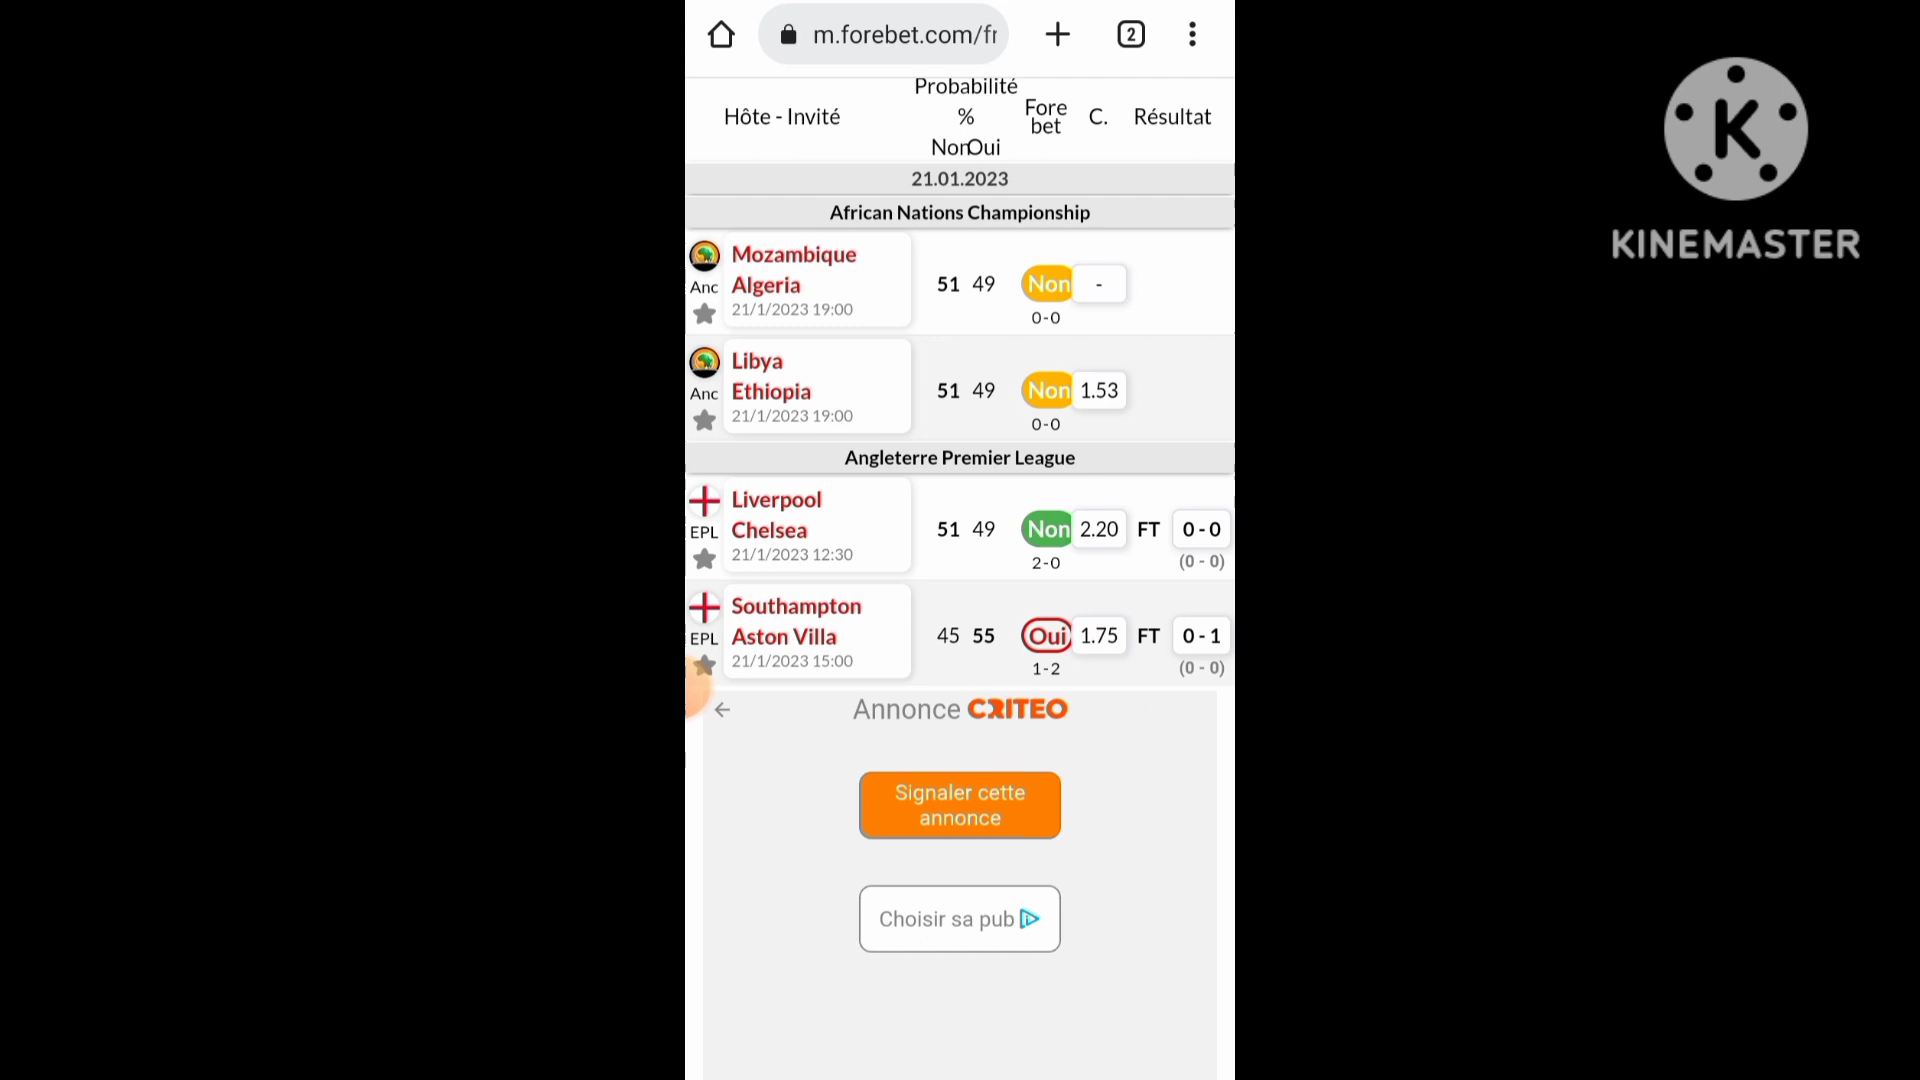 m.forebet.com/fr
2
Probabilité
%
Hôte - Invité
Fore
bet
C.
Résultat
Non Oui
21.01.2023
African Nations Championship
Mozambique
Algeria
21/1/2023 19:00
Anc
51 49
Non
-
0-0
Libya
Ethiopia
21/1/2023 19:00
Anc
51 49
Non
1.53
0-0
Angleterre Premier League
Liverpool
Chelsea
21/1/2023 12:30
EPL
51 49
Non
2.20
FT
0 - 0
2-0
(0 - 0)
Southampton
Aston Villa
21/1/2023 15:00
EPL
45 55
Oui
1.75
FT
0 - 1
1-2
(0 - 0)
Annonce CRITEO
Signaler cette
annonce
Choisir sa pub
K
KINEMASTER